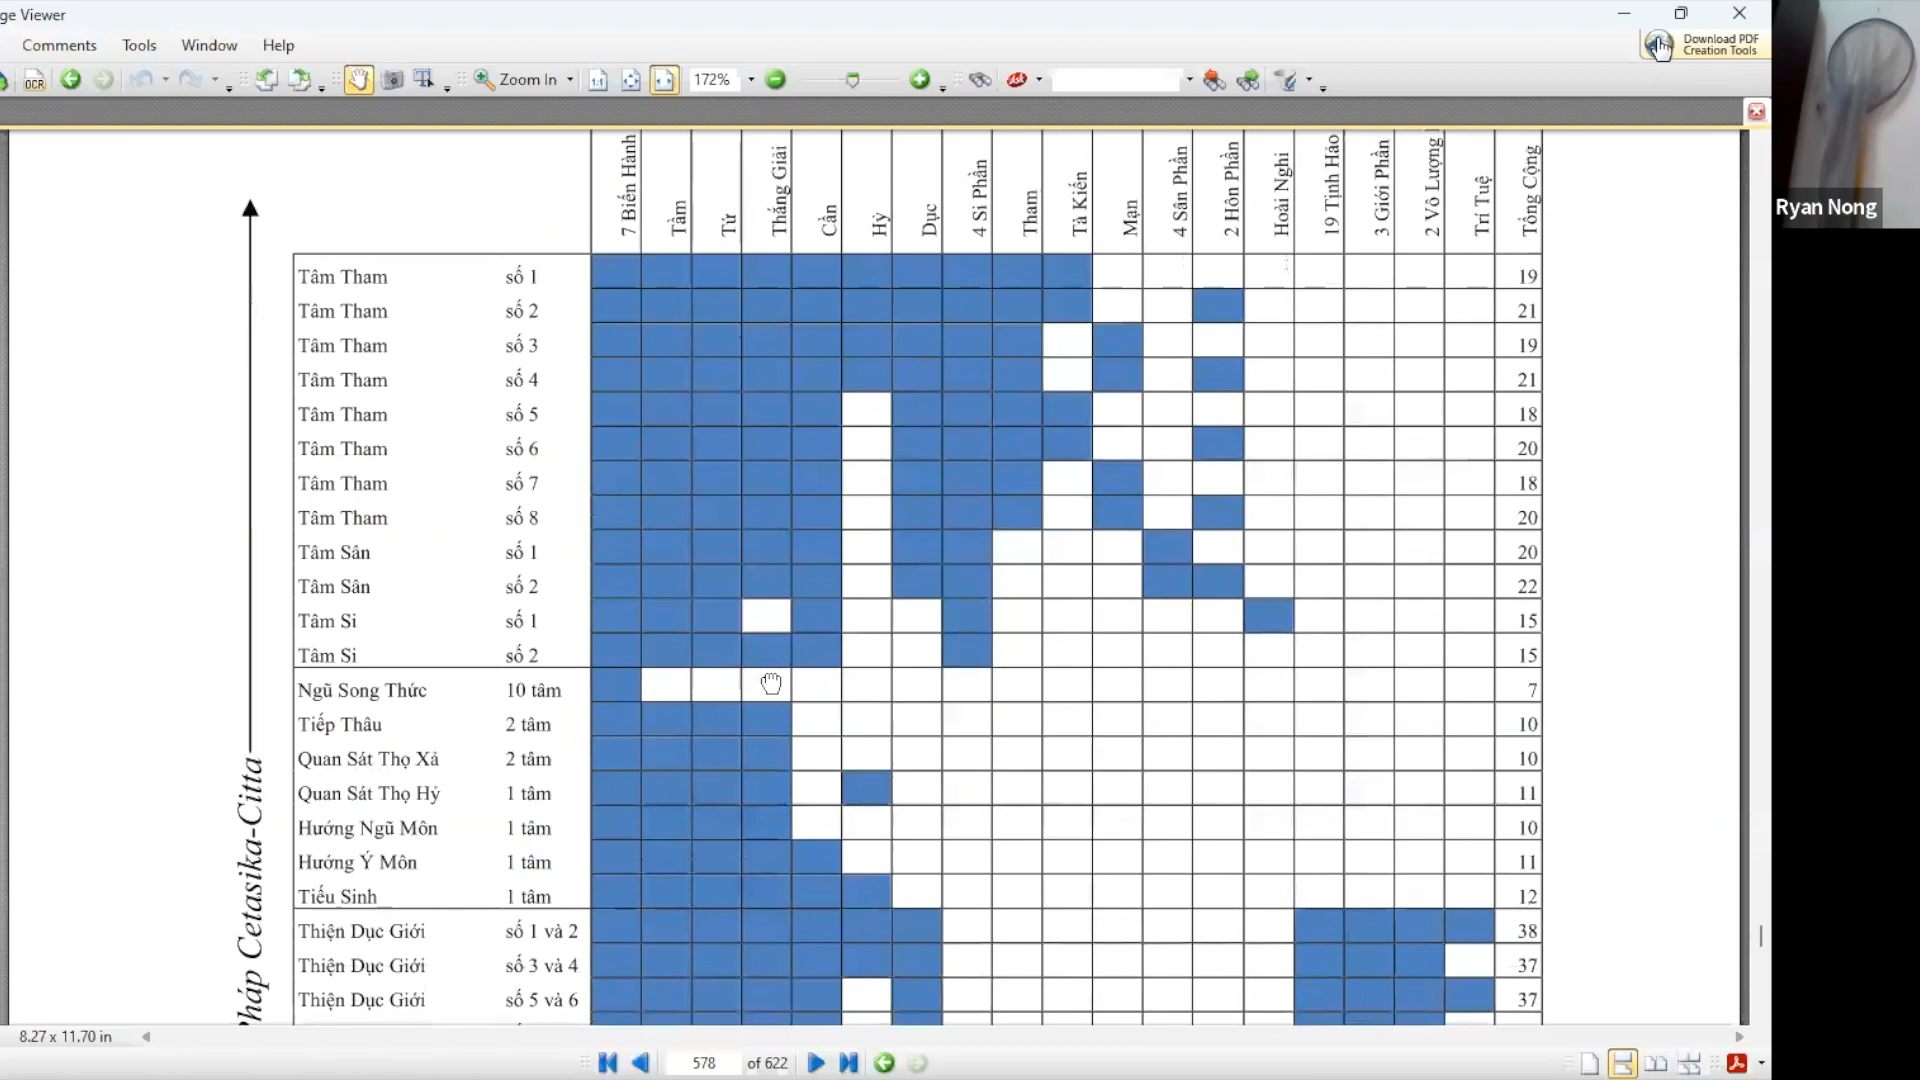 ge Viewer
Comments Tools Window Help
Download PDF
Creation Tools
OCR
Zoom In
1:1
172%
Ask
Ryan Nong
7 Biến Hành
Tầm
Tứ
Thắng Giải
Cần
Hỷ
Dục
4 Si Phần
Tham
Tà Kiến
Mạn
4 Sân Phần
2 Hôn Phần
Hoài Nghi
19 Tịnh Hảo
3 Giới Phần
2 Vô Lượng
Trí Tuệ
Tổng Cộng
Tâm Tham số 1 19
Tâm Tham số 2 21
Tâm Tham số 3 19
Tâm Tham số 4 21
Tâm Tham số 5 18
Tâm Tham số 6 20
Tâm Tham số 7 18
Tâm Tham số 8 20
Tâm Sân số 1 20
Tâm Sân số 2 22
Tâm Si số 1 15
Tâm Si số 2 15
Ngũ Song Thức 10 tâm 7
Tiếp Thâu 2 tâm 10
Quan Sát Thọ Xả 2 tâm 10
Quan Sát Thọ Hỷ 1 tâm 11
Hướng Ngũ Môn 1 tâm 10
Hướng Ý Môn 1 tâm 11
Tiếu Sinh 1 tâm 12
Thiện Dục Giới số 1 và 2 38
Thiện Dục Giới số 3 và 4 37
Thiện Dục Giới số 5 và 6 37
Pháp Cetasika-Citta
8.27 x 11.70 in
578 of 622